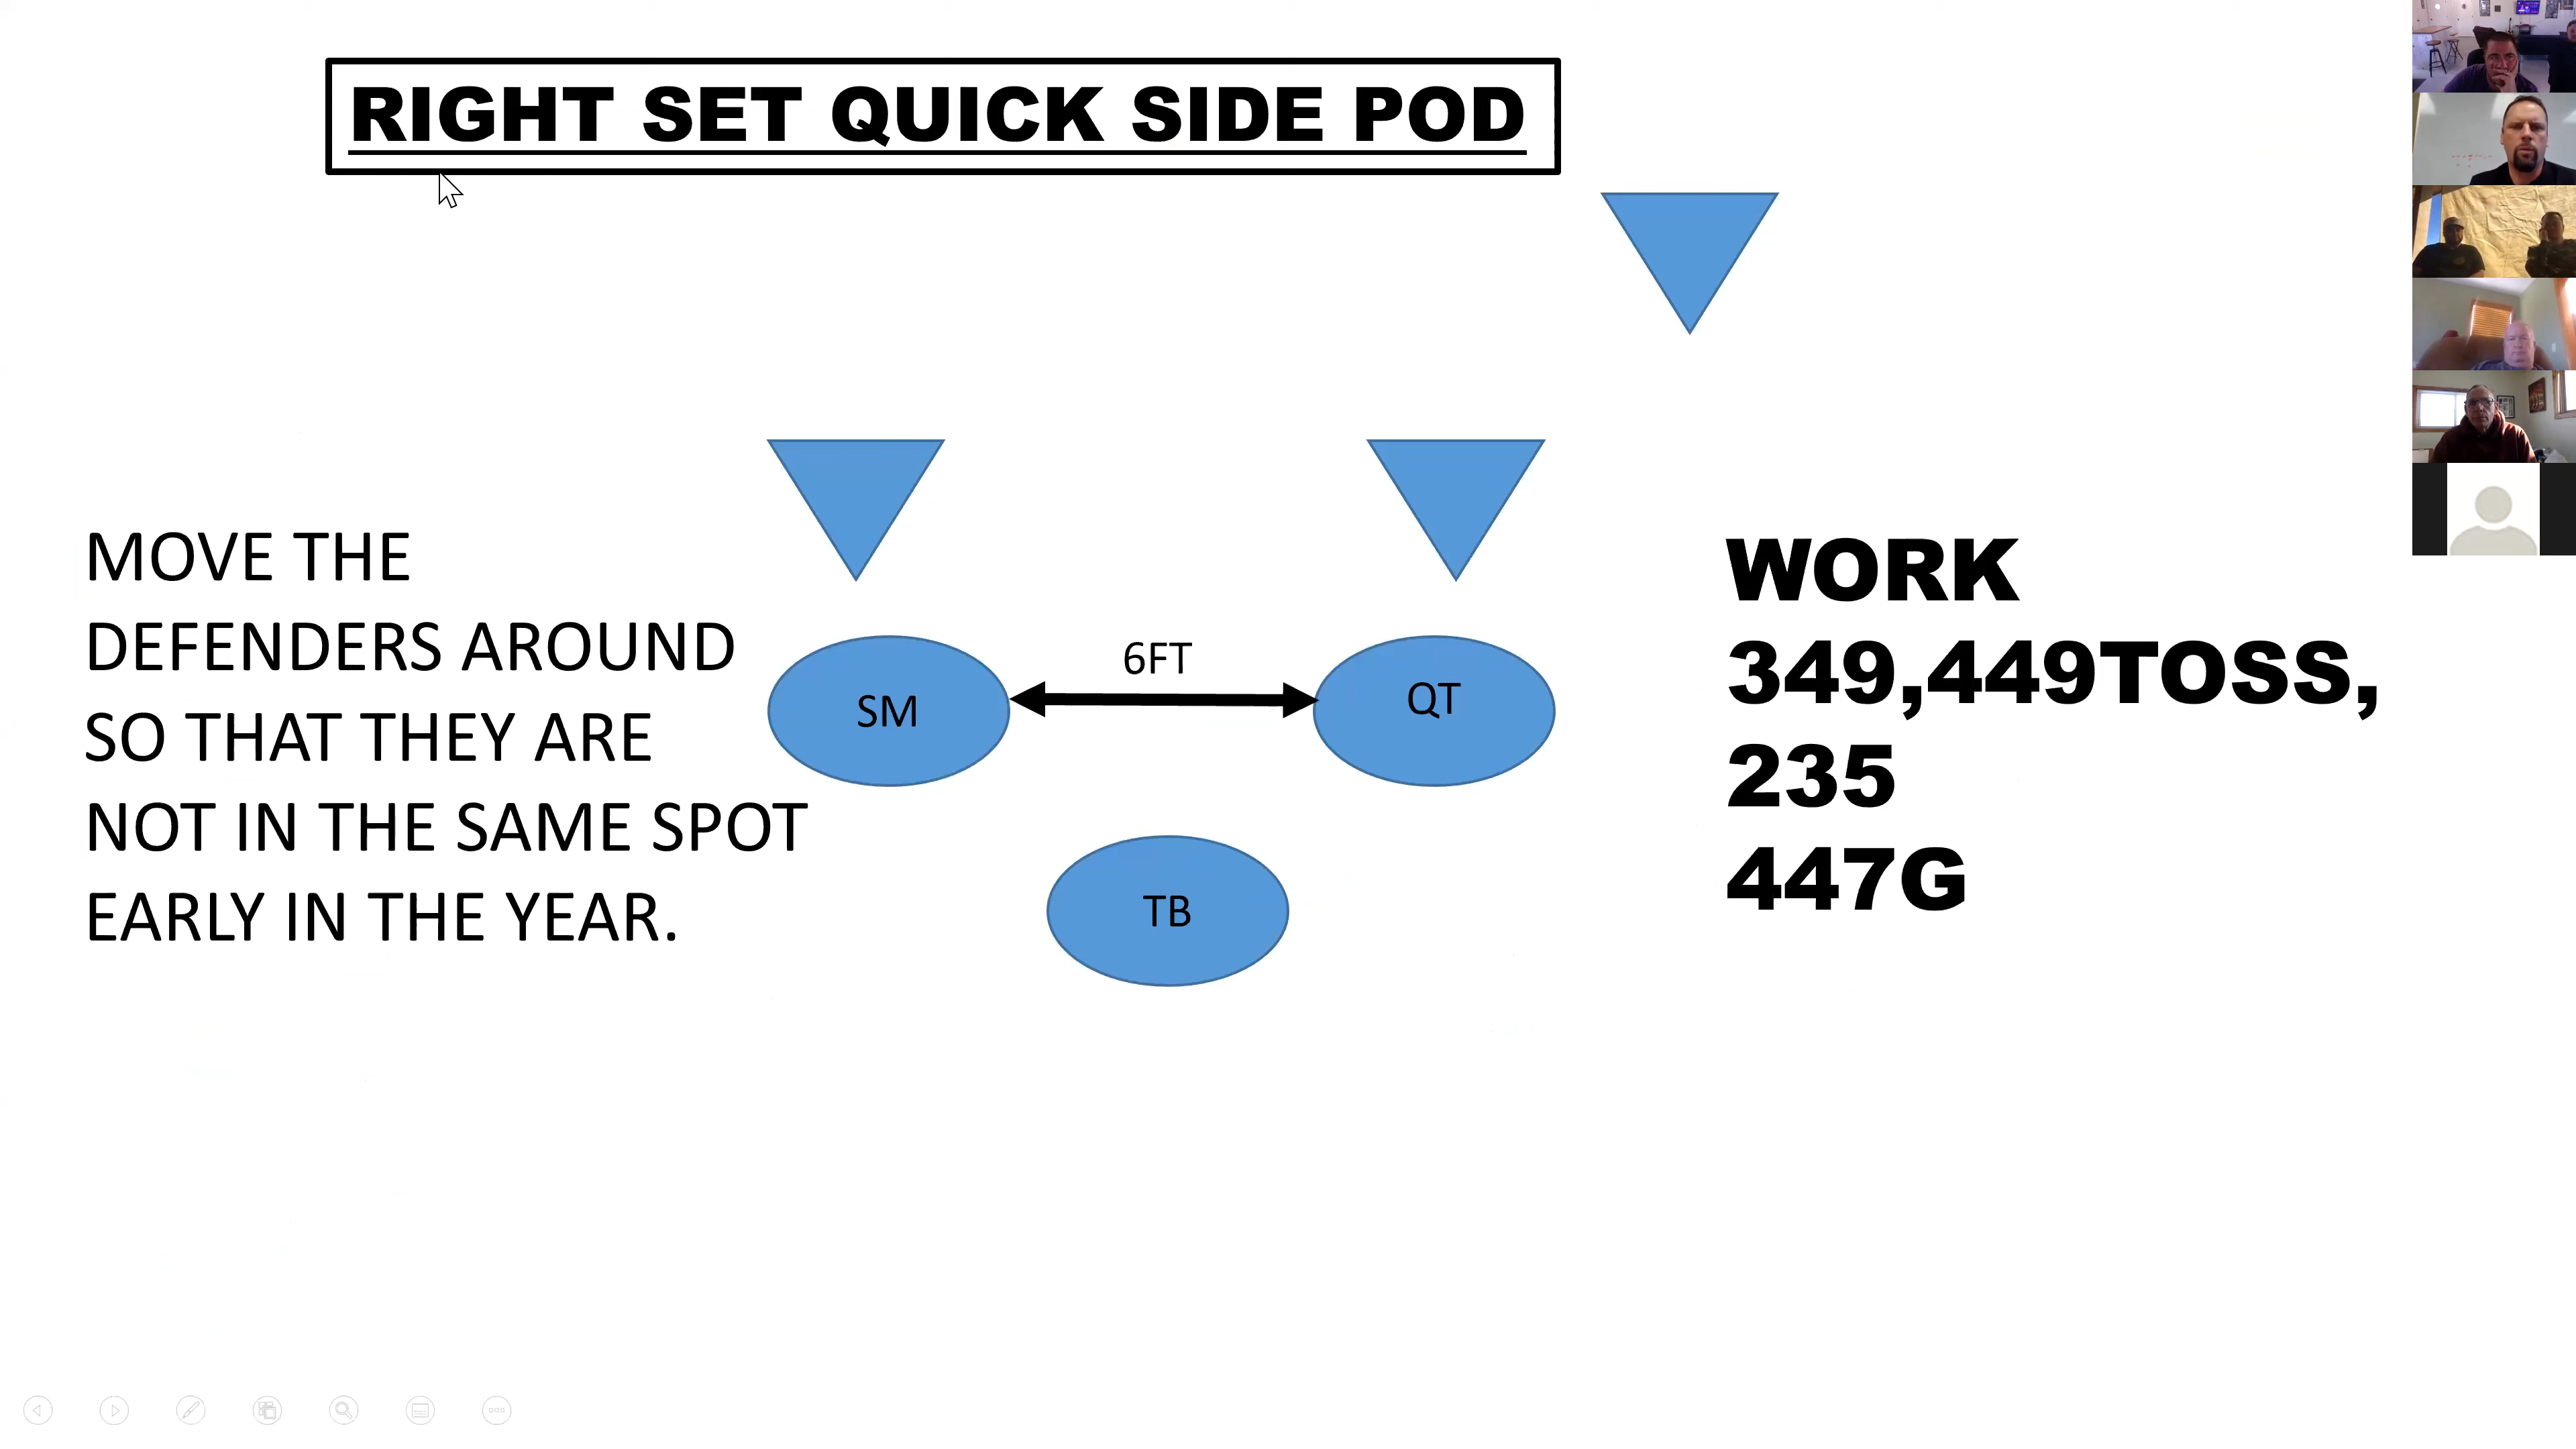 RIGHT SET QUICK SIDE POD
MOVE THE
DEFENDERS AROUND
SO THAT THEY ARE
NOT IN THE SAME SPOT
EARLY IN THE YEAR.
6FT
SM
QT
TB
WORK
349,449TOSS,
235
447G